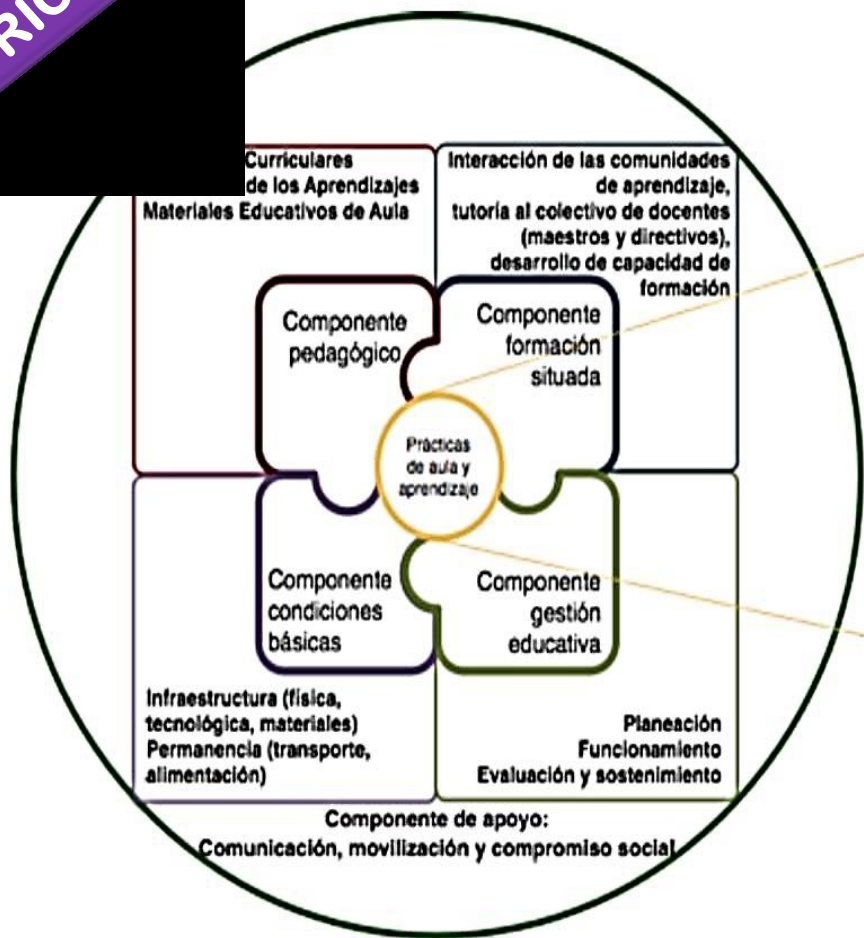 RIO
Curriculares
de los Aprendizajes
Materiales Educativos de Aula
Interacción de las comunidades
de aprendizaje,
tutoría al colectivo de docentes
(maestros y directivos),
desarrollo de capacidad de
formación
Componente
pedagógico
Componente
formación
situada
Prácticas
de aula y
aprendizaje
Componente
condiciones
básicas
Componente
gestión
educativa
Infraestructura (física,
tecnológica, materiales)
Permanencia (transporte,
alimentación)
Planeación
Funcionamiento
Evaluación y sostenimiento
Componente de apoyo:
Comunicación, movilización y compromiso social